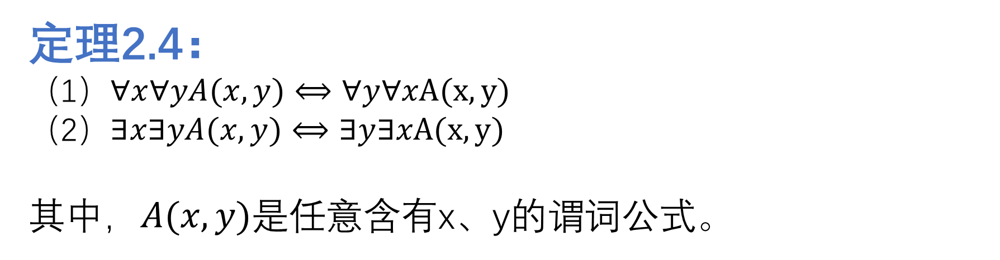 定理2.4：
（1）∀x∀yA(x, y) ⟺ ∀y∀xA(x, y)
（2）∃x∃yA(x, y) ⟺ ∃y∃xA(x, y)
其中，A(x, y)是任意含有x、y的谓词公式。